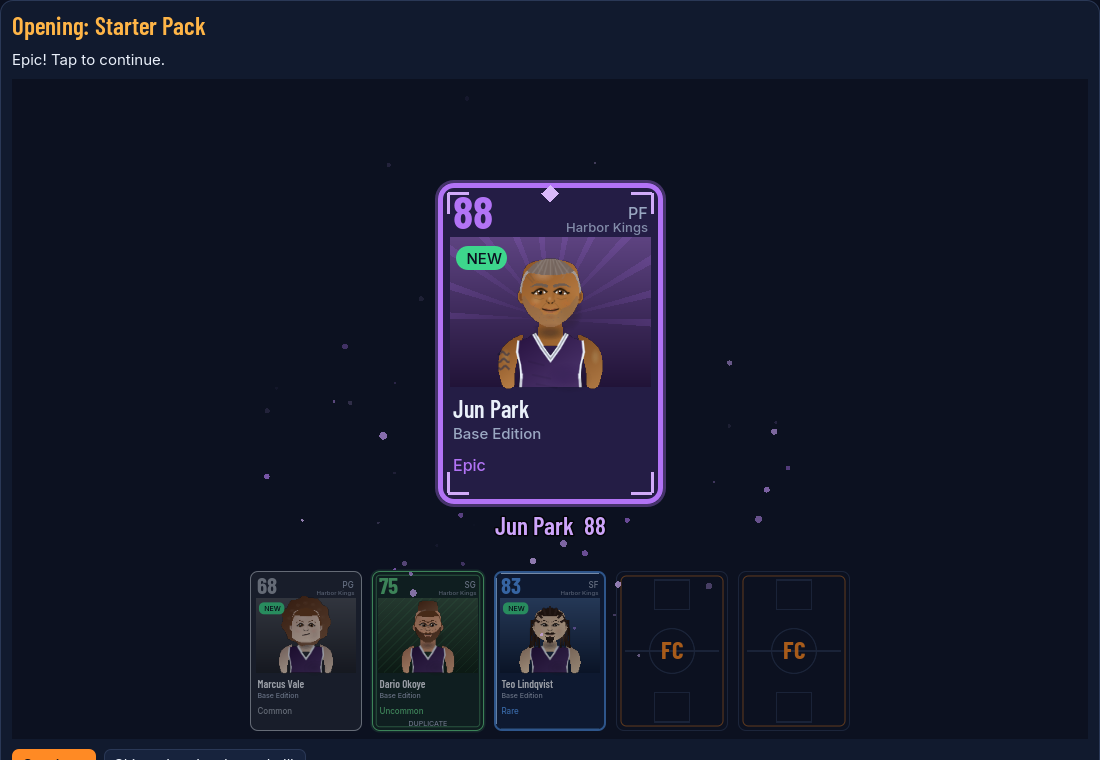 Opening: Starter Pack
Epic! Tap to continue.
88
PF
Harbor Kings
NEW
Jun Park
Base Edition
Epic
Jun Park 88
68
PG
Harbor Kings
NEW
Marcus Vale
Base Edition
Common
75
SG
Harbor Kings
Dario Okoye
Base Edition
Uncommon
DUPLICATE
83
SF
Harbor Kings
NEW
Teo Lindqvist
Base Edition
Rare
FC
FC